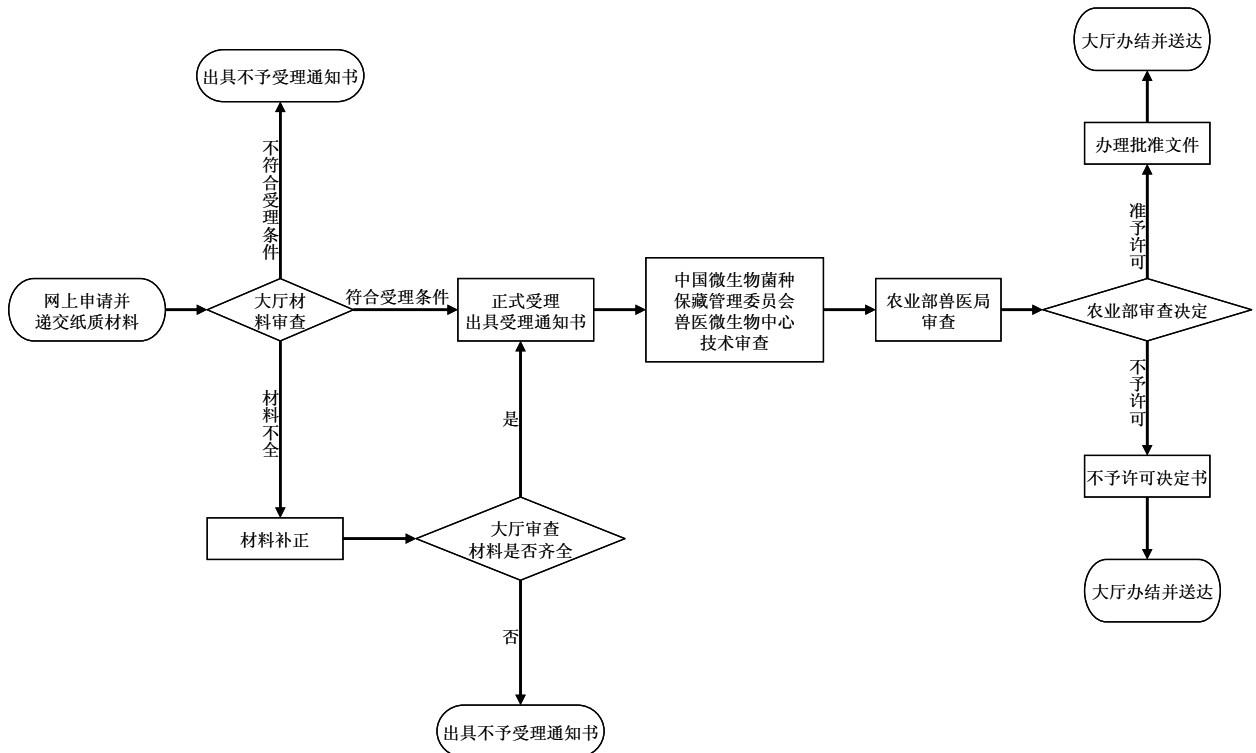 大厅办结并送达
出具不予受理通知书
办理批准文件
不符合受理条件
准予许可
网上申请并
递交纸质材料
大厅材
料审查
符合受理条件
正式受理
出具受理通知书
中国微生物菌种
保藏管理委员会
兽医微生物中心
技术审查
农业部兽医局
审查
农业部审查决定
材料不全
是
不予许可
不予许可决定书
材料补正
大厅审查
材料是否齐全
大厅办结并送达
否
出具不予受理通知书